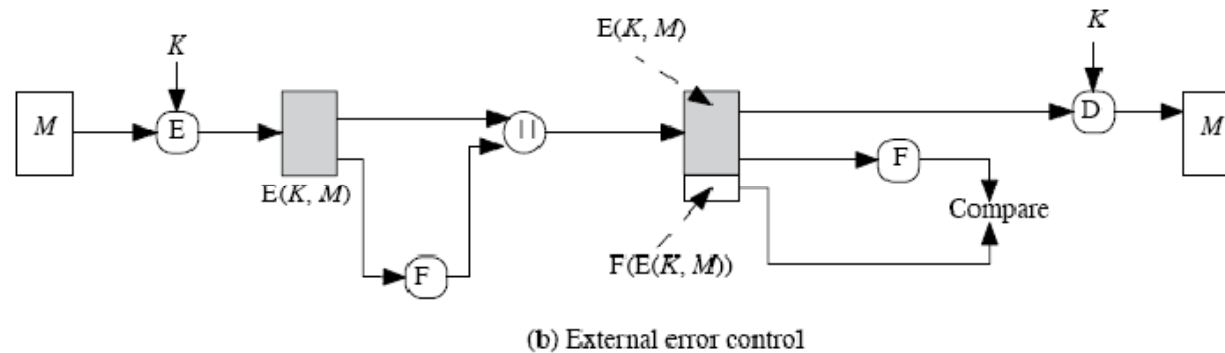 K
M
E
E(K, M)
F
||
E(K, M)
F(E(K, M))
F
Compare
K
D
M
(b) External error control